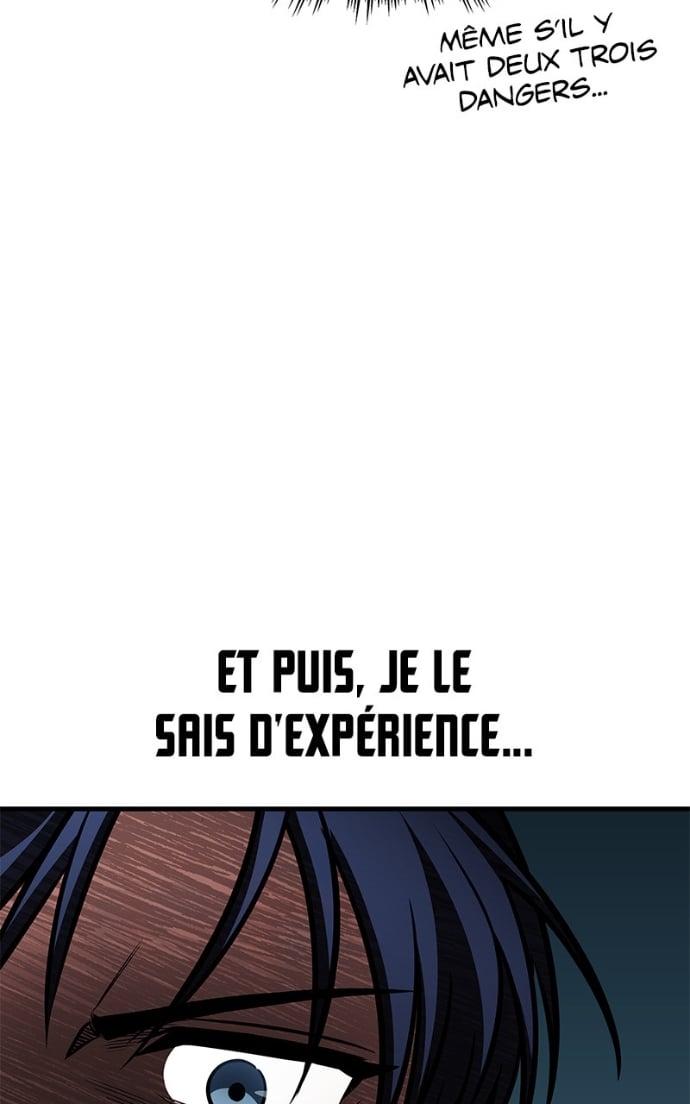 MÊME S'IL Y
AVAIT DEUX TROIS
DANGERS...
ET PUIS, JE LE
SAIS D'EXPÉRIENCE...